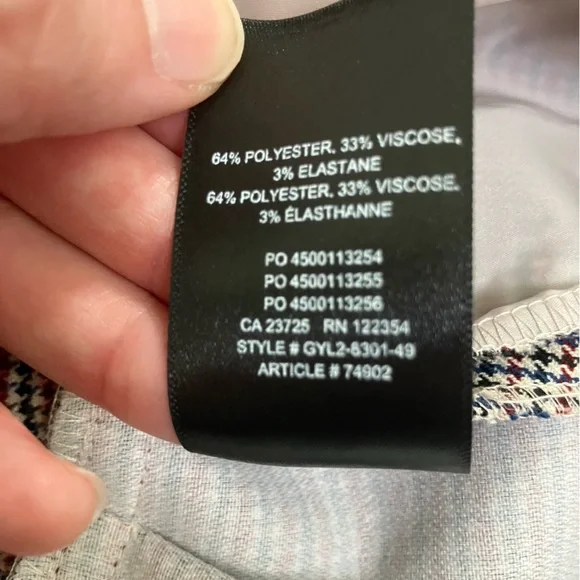 64% POLYESTER, 33% VISCOSE,
3% ELASTANE
64% POLYESTER, 33% VISCOSE,
3% ÉLASTHANNE
PO 4500113254
PO 4500113255
PO 4500113256
CA 23725 RN 122354
STYLE # GYL2-8301-49
ARTICLE # 74902